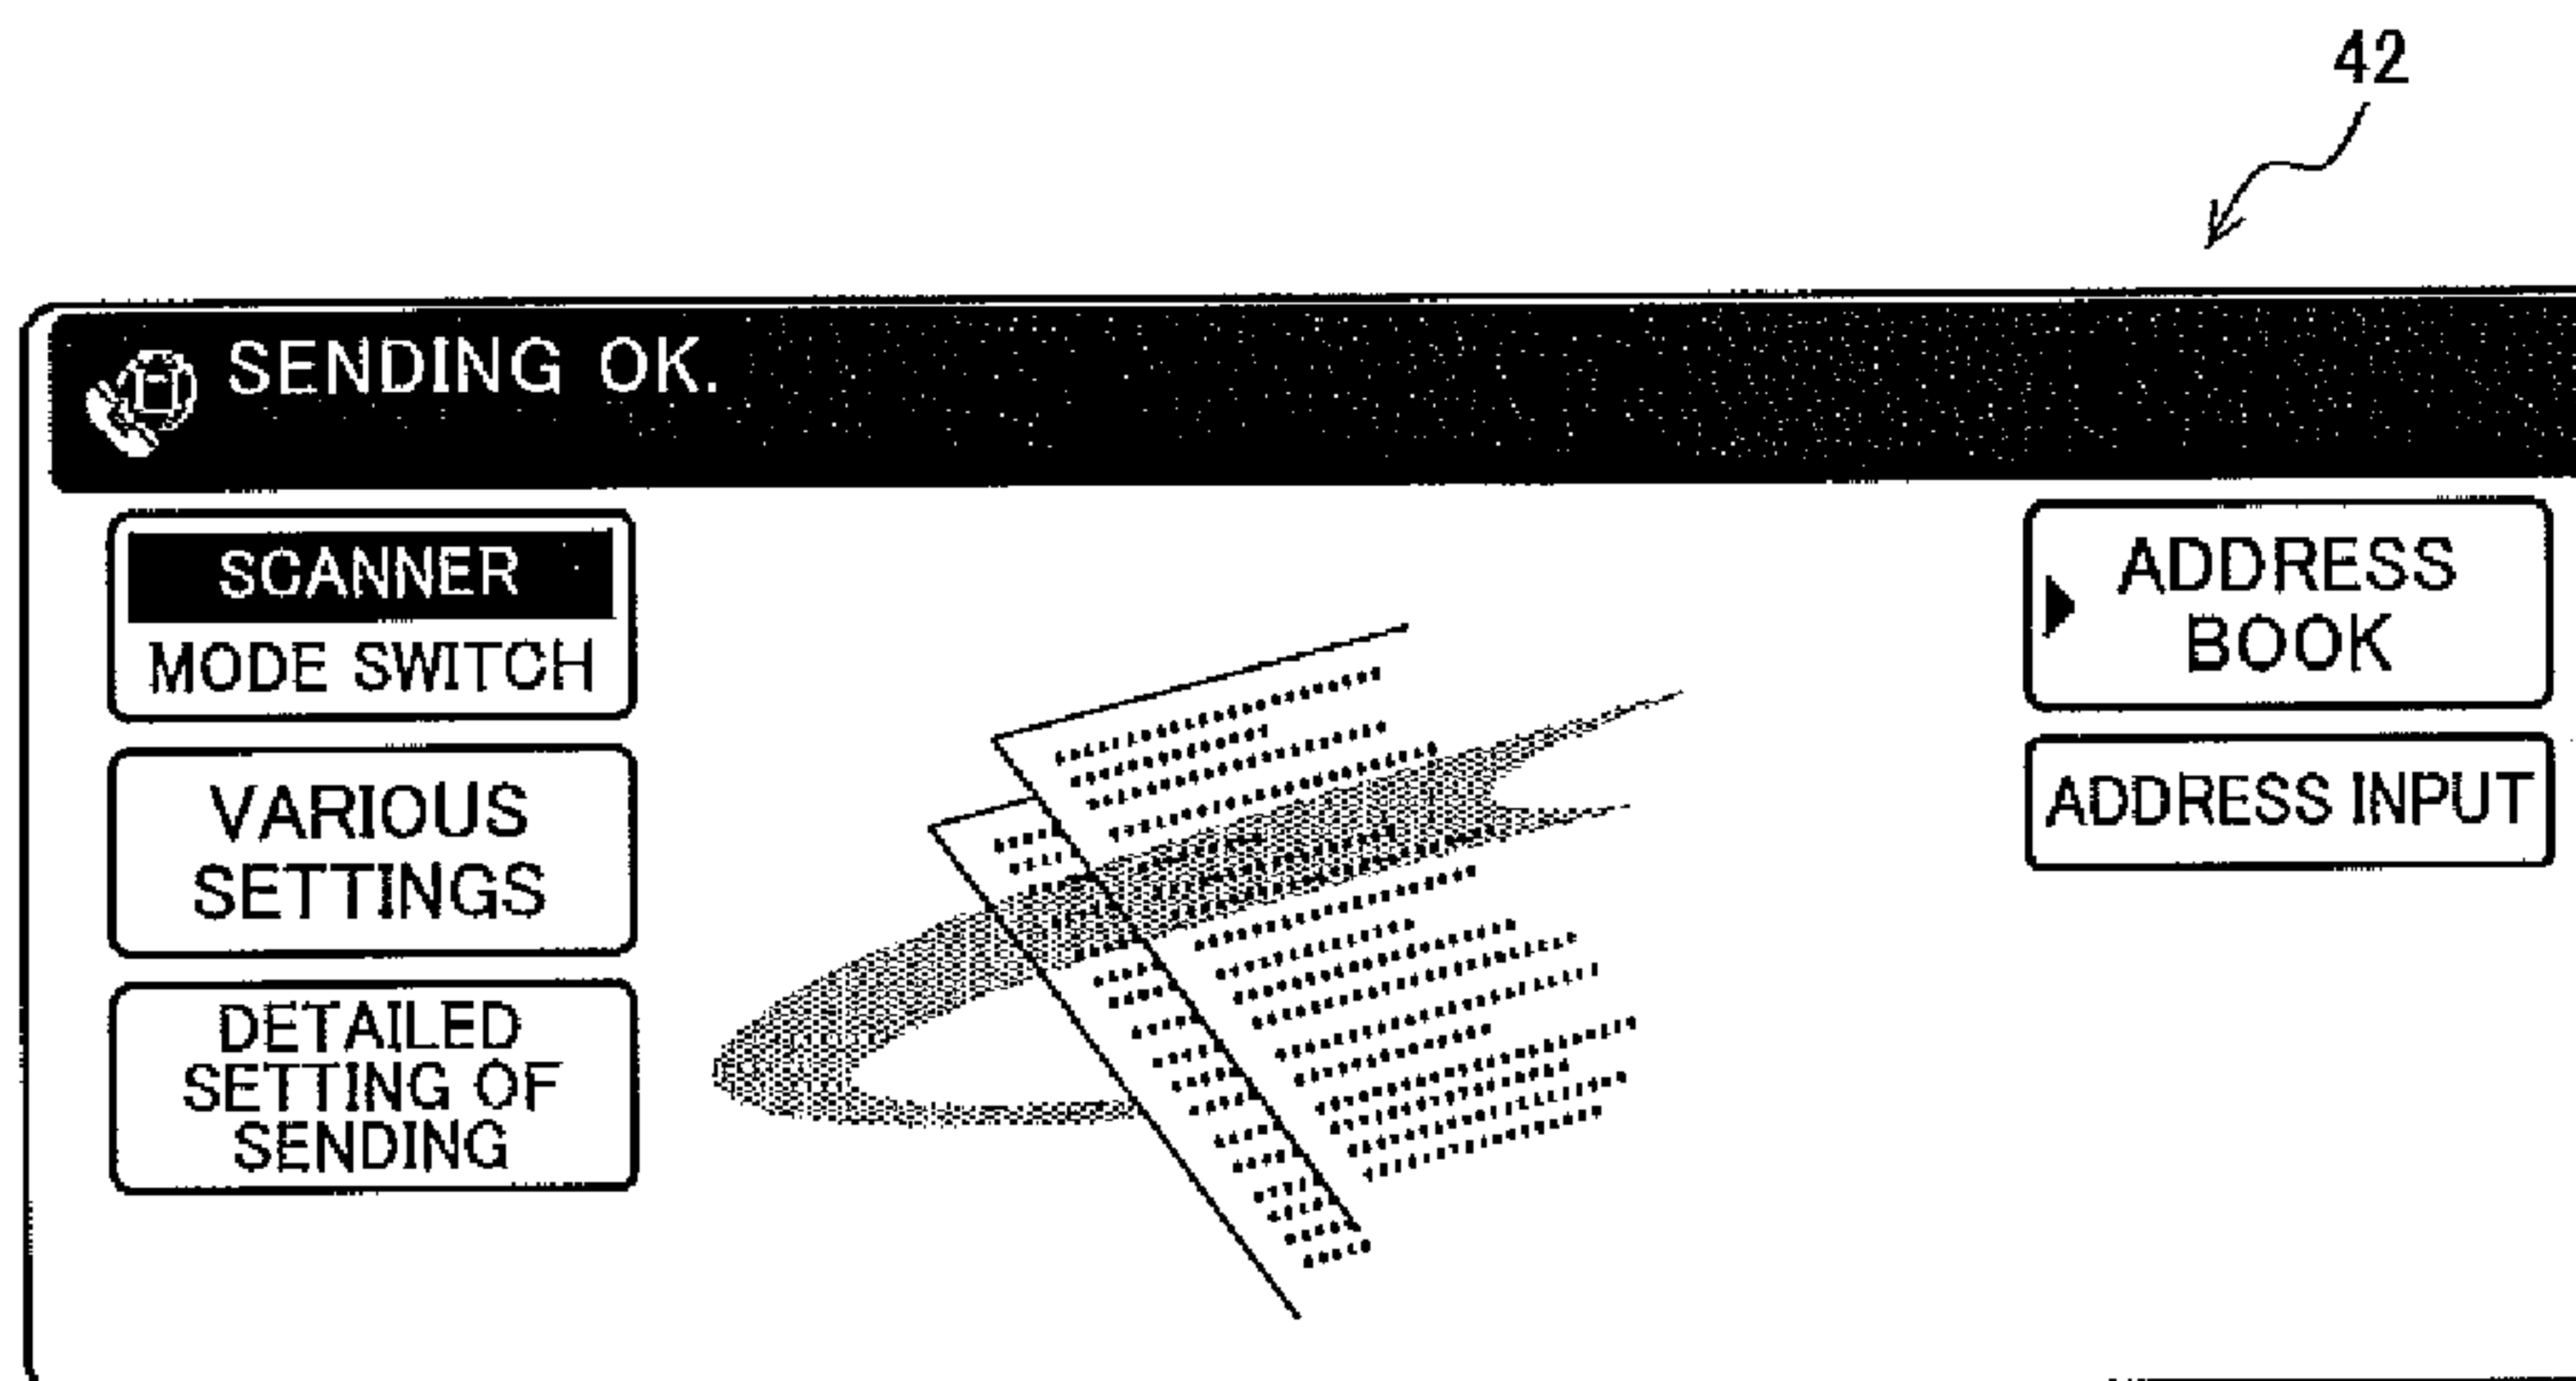 42
SENDING OK.
SCANNER
MODE SWITCH
VARIOUS
SETTINGS
DETAILED
SETTING OF
SENDING
ADDRESS
BOOK
ADDRESS INPUT